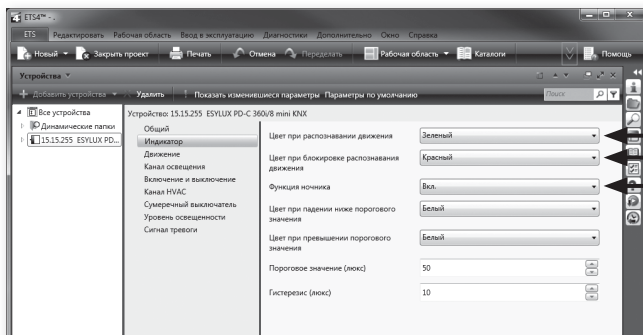 ETS4™ - .
ETS Редактировать Рабочая область Ввод в эксплуатацию Диагностики Дополнительно Окно Справка
Новый Закрыть проект Печать Отмена Переделать Рабочая область Каталоги Помощь
Устройства
Добавить устройства Удалить Показать изменившиеся параметры Параметры по умолчанию Поиск
Все устройства
Динамические папки
15.15.255 ESYLUX PD...
Устройство: 15.15.255 ESYLUX PD-C 360i/8 mini KNX
Общий
Индикатор
Движение
Канал освещения
Включение и выключение
Канал HVAC
Сумеречный выключатель
Уровень освещенности
Сигнал тревоги
Цвет при распознавании движения Зеленый
Цвет при блокировке распознавания движения Красный
Функция ночника Вкл.
Цвет при падении ниже порогового значения Белый
Цвет при превышении порогового значения Белый
Пороговое значение (люкс) 50
Гистерезис (люкс) 10